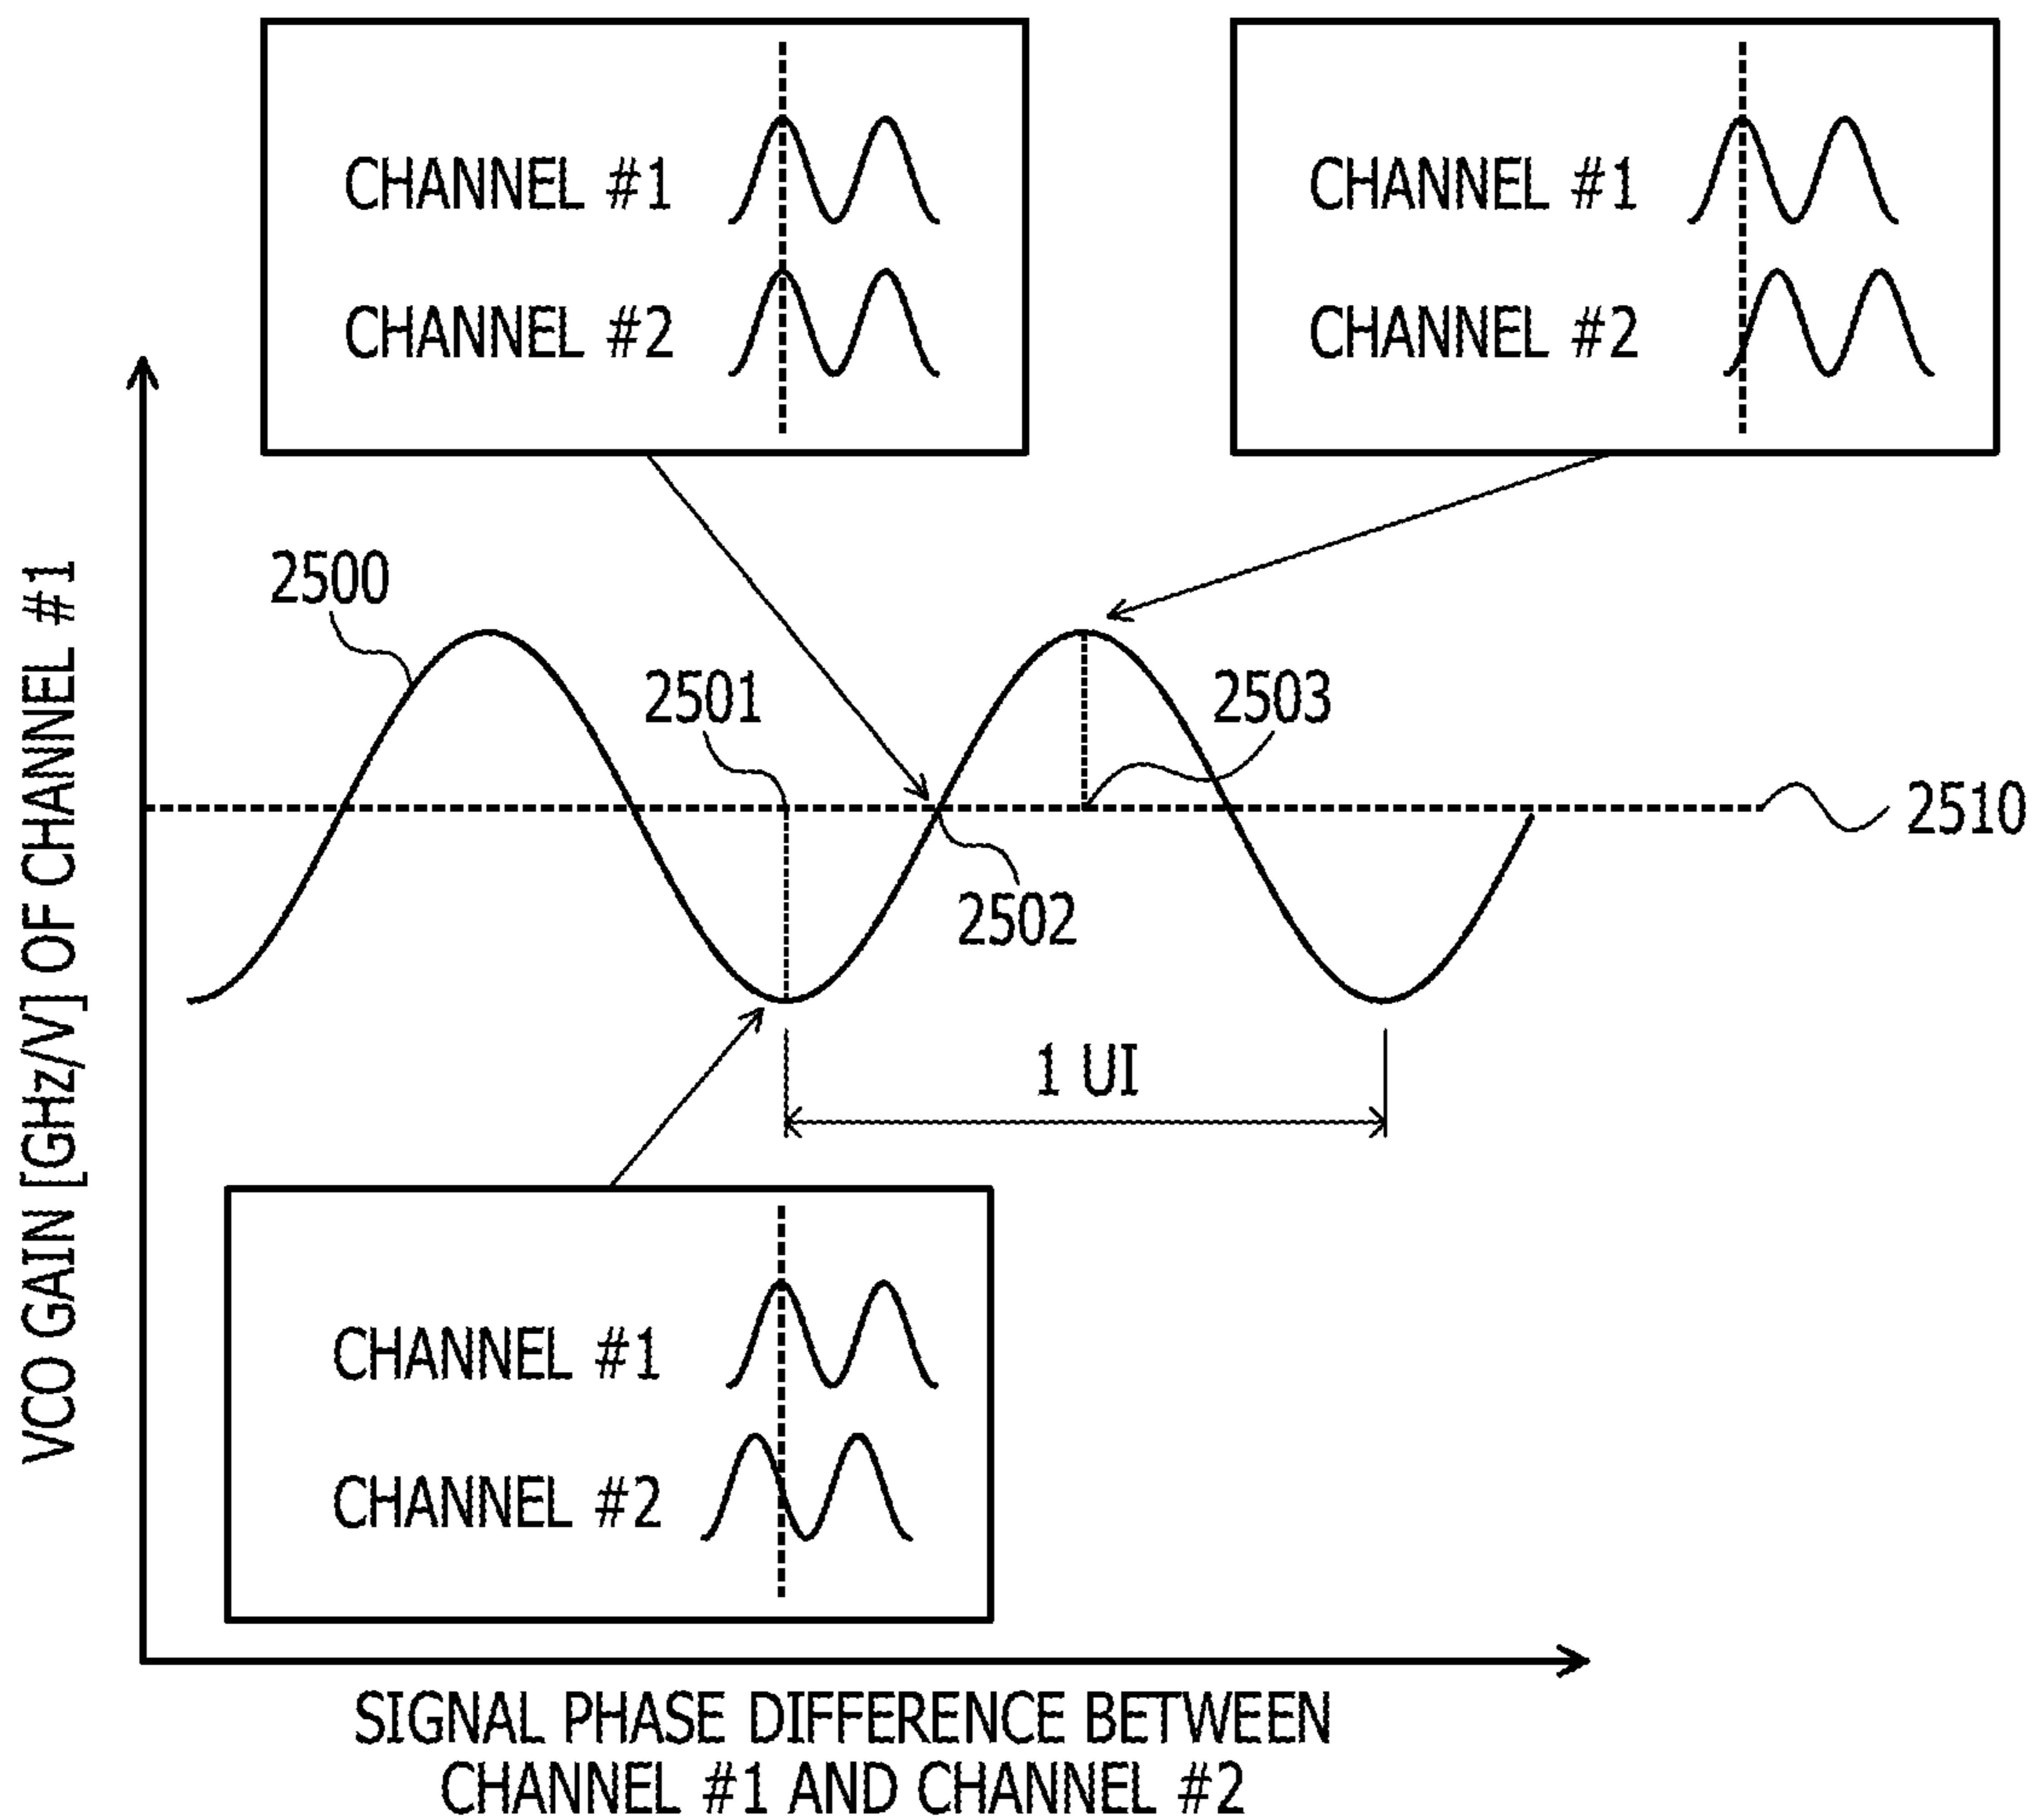 CHANNEL #1
CHANNEL #2
CHANNEL #1
CHANNEL #2
VCO GAIN [GHz/V] OF CHANNEL #1
2500
2501
2503
2510
2502
1 UI
CHANNEL #1
CHANNEL #2
SIGNAL PHASE DIFFERENCE BETWEEN
CHANNEL #1 AND CHANNEL #2